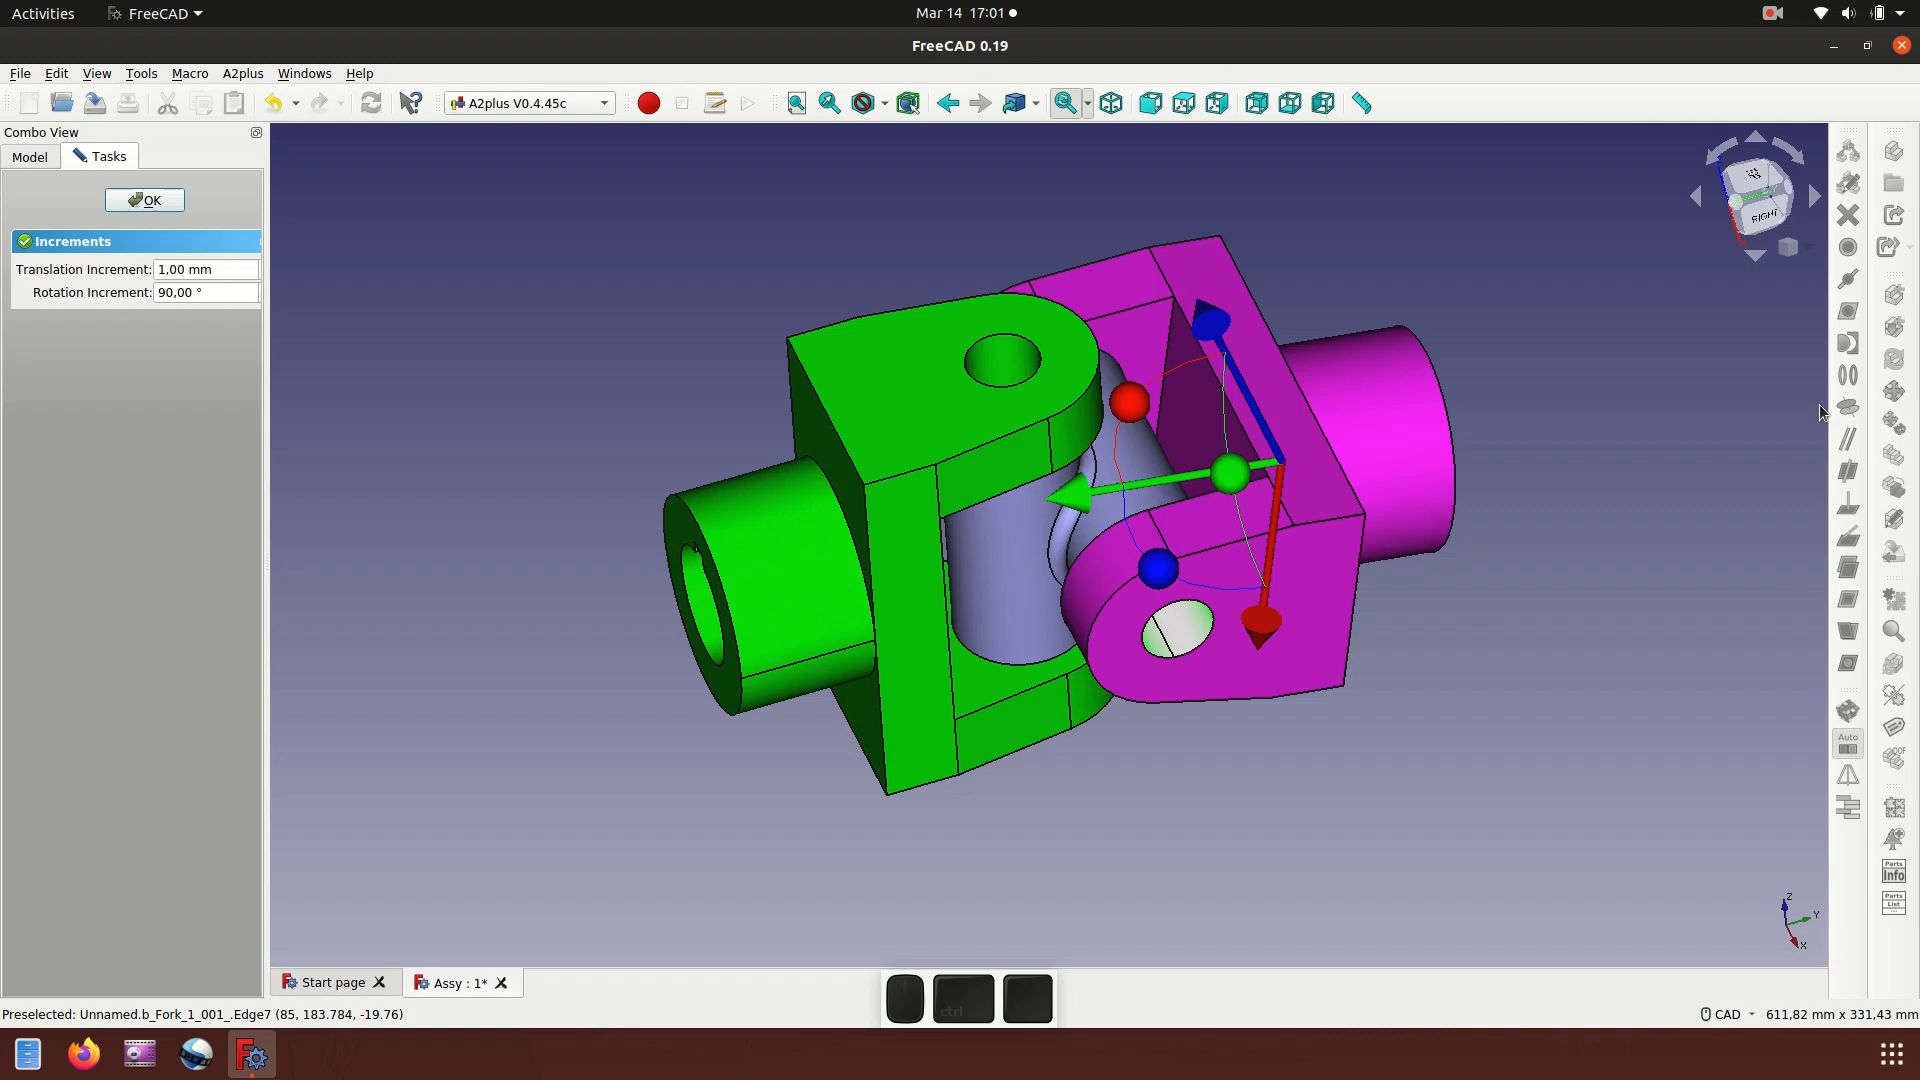 Activities
FreeCAD
Mar 14 17:01
FreeCAD 0.19
File Edit View Tools Macro A2plus Windows Help
A2plus V0.4.45c
Combo View
Model
Tasks
OK
Increments
Translation Increment: 1,00 mm
Rotation Increment: 90,00 °
RIGHT
Auto
DOF
Parts
Info
Parts
List
Z
Y
X
Start page
Assy : 1*
ctrl
Preselected: Unnamed.b_Fork_1_001_.Edge7 (85, 183.784, -19.76)
CAD
611,82 mm x 331,43 mm